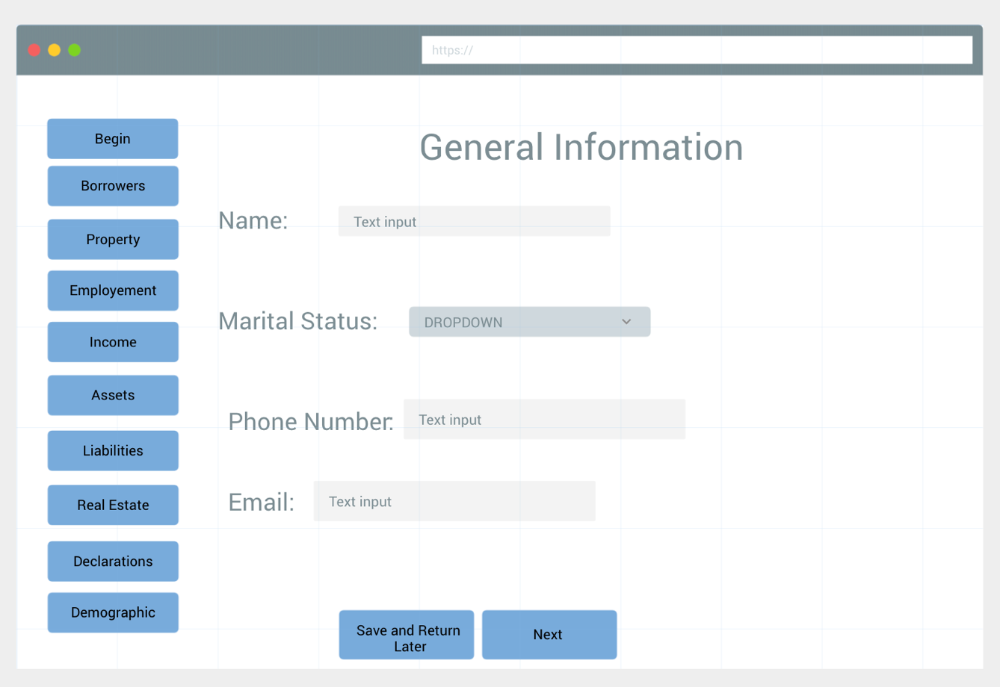 https://
Begin
Borrowers
Property
Employement
Income
Assets
Liabilities
Real Estate
Declarations
Demographic
General Information
Name: Text input
Marital Status: DROPDOWN
Phone Number: Text input
Email: Text input
Save and Return
Later
Next